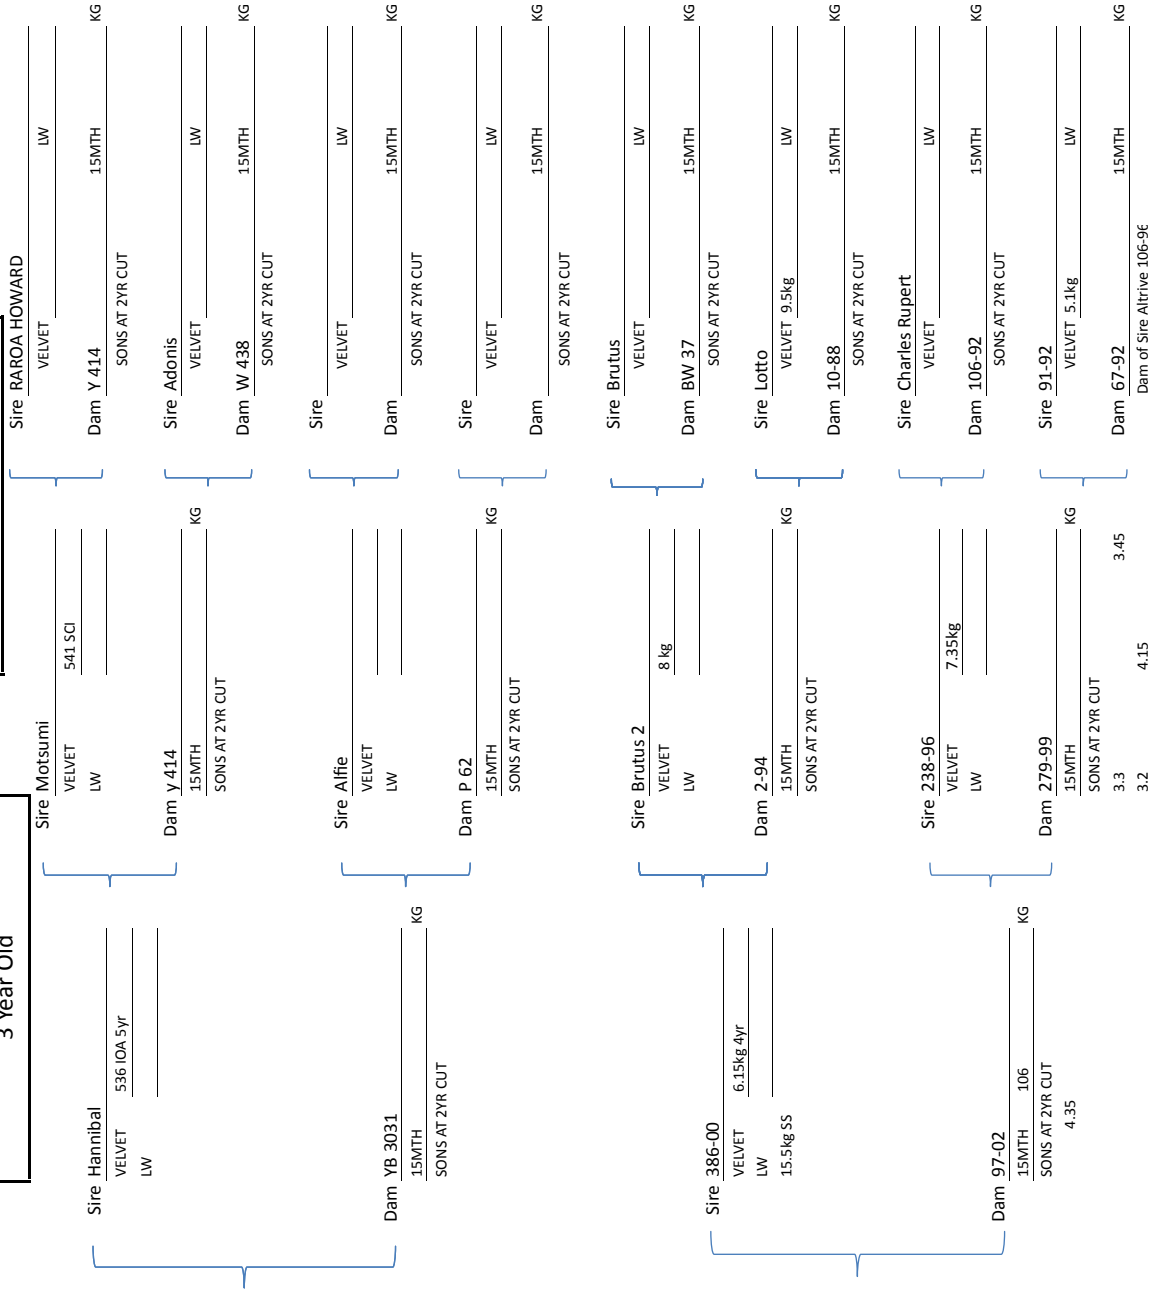 3 Year Old
Sire Hannibal
VELVET 536 IOA 5yr
LW
Dam YB 3031
15MTH KG
SONS AT 2YR CUT
Sire 386-00
VELVET 6.15kg 4yr
LW
15.5kg SS
Dam 97-02
15MTH 106 KG
SONS AT 2YR CUT
4.35
Sire Motsumi
VELVET 541 SCI
LW
Dam y 414
15MTH KG
SONS AT 2YR CUT
Sire Alfie
VELVET
LW
Dam P 62
15MTH KG
SONS AT 2YR CUT
Sire Brutus 2
VELVET 8 kg
LW
Dam 2-94
15MTH KG
SONS AT 2YR CUT
Sire 238-96
VELVET 7.35kg
LW
Dam 279-99
15MTH KG
SONS AT 2YR CUT
3.3 3.45
3.2 4.15
Sire RAROA HOWARD
VELVET LW
Dam Y 414 15MTH KG
SONS AT 2YR CUT
Sire Adonis
VELVET LW
Dam W 438 15MTH KG
SONS AT 2YR CUT
Sire
VELVET LW
Dam 15MTH KG
SONS AT 2YR CUT
Sire
VELVET LW
Dam 15MTH KG
SONS AT 2YR CUT
Sire Brutus
VELVET LW
Dam BW 37 15MTH KG
SONS AT 2YR CUT
Sire Lotto
VELVET 9.5kg LW
Dam 10-88 15MTH KG
SONS AT 2YR CUT
Sire Charles Rupert
VELVET LW
Dam 106-92 15MTH KG
SONS AT 2YR CUT
Sire 91-92
VELVET 5.1kg LW
Dam 67-92 15MTH KG
Dam of Sire Altrive 106-96